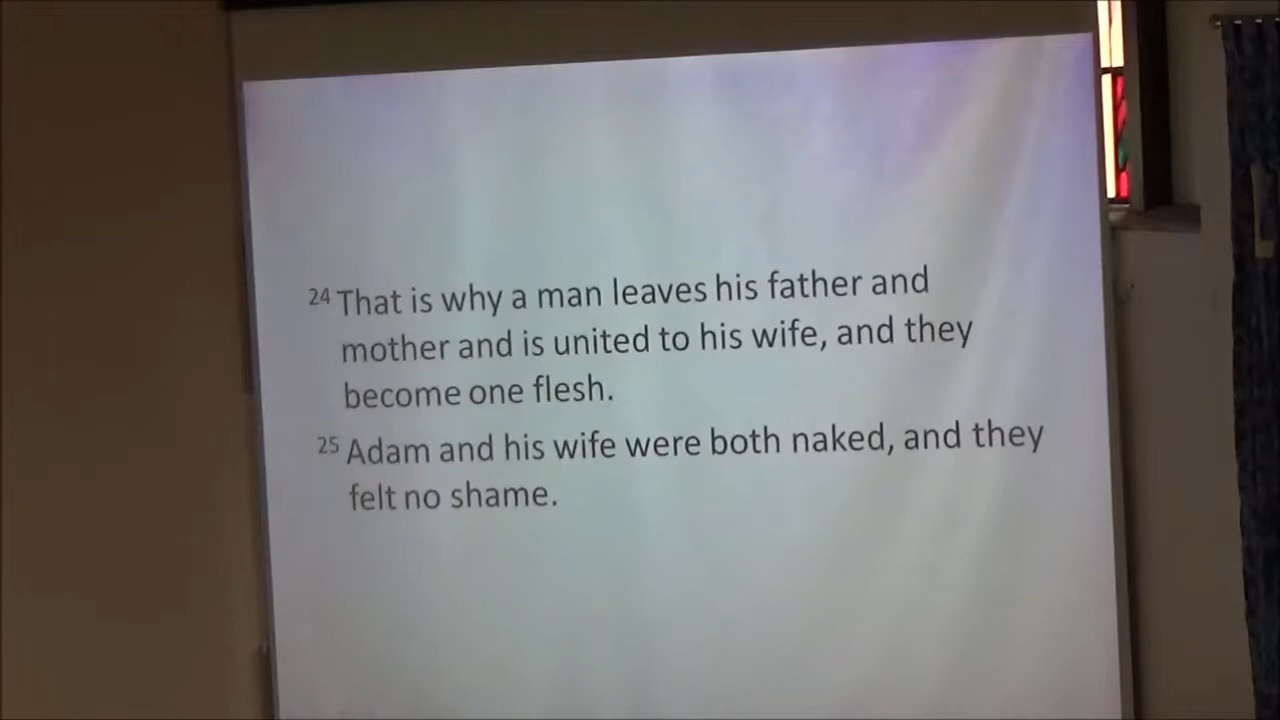 24 That is why a man leaves his father and
mother and is united to his wife, and they
become one flesh.
25 Adam and his wife were both naked, and they
felt no shame.